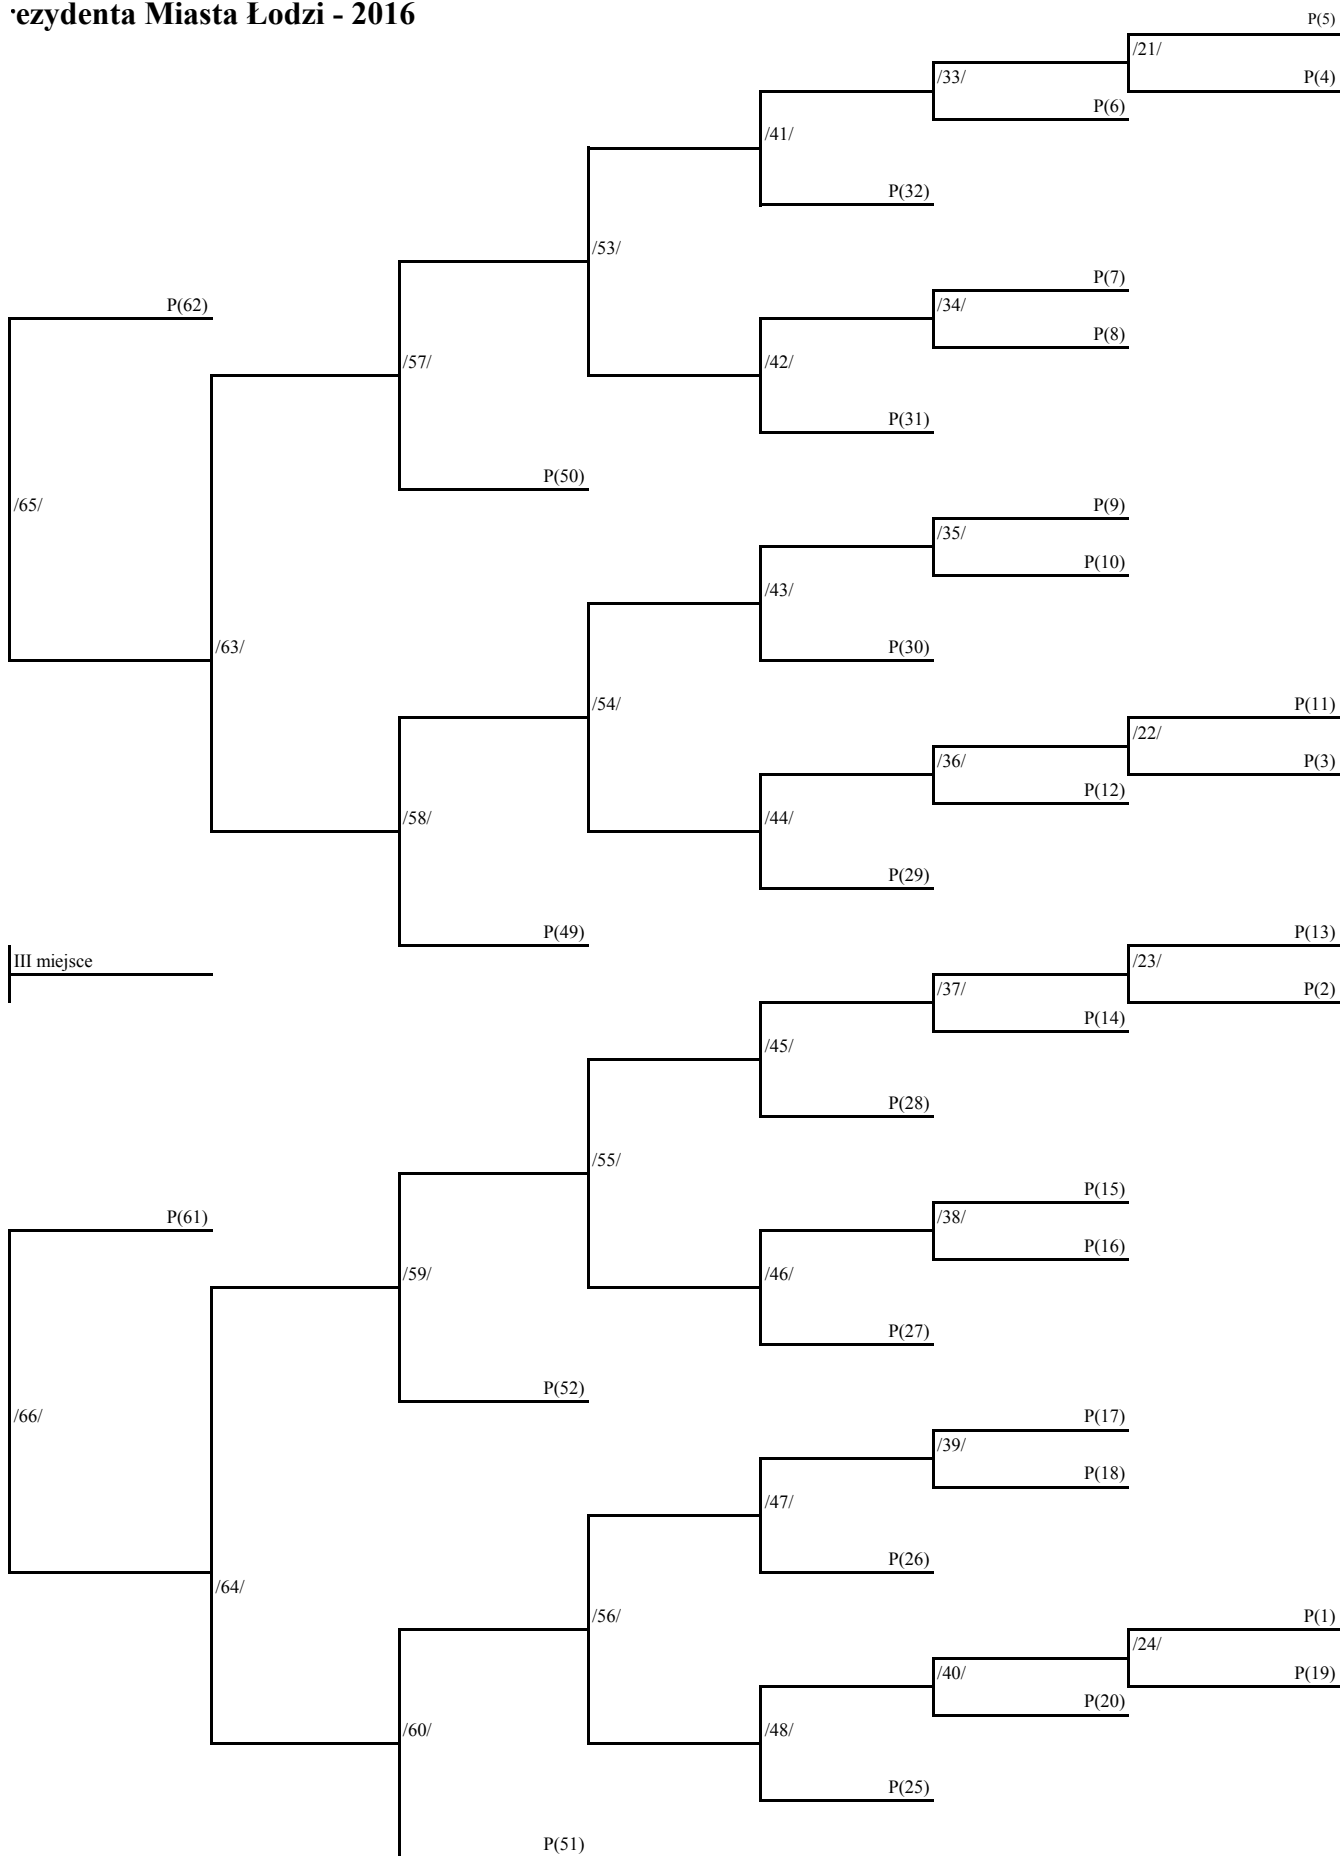 ezydenta Miasta Łodzi - 2016
P(5)
/21/
/33/
P(4)
P(6)
/41/
P(32)
/53/
P(7)
P(62)
/34/
P(8)
/57/
/42/
P(31)
P(50)
/65/
P(9)
/35/
P(10)
/43/
/63/
P(30)
/54/
P(11)
/22/
/36/
P(3)
P(12)
/58/
/44/
P(29)
P(49)
P(13)
III miejsce
/23/
/37/
P(2)
P(14)
/45/
P(28)
/55/
P(15)
P(61)
/38/
P(16)
/59/
/46/
P(27)
P(52)
/66/
P(17)
/39/
P(18)
/47/
P(26)
/64/
/56/
P(1)
/24/
/40/
P(19)
P(20)
/60/
/48/
P(25)
P(51)